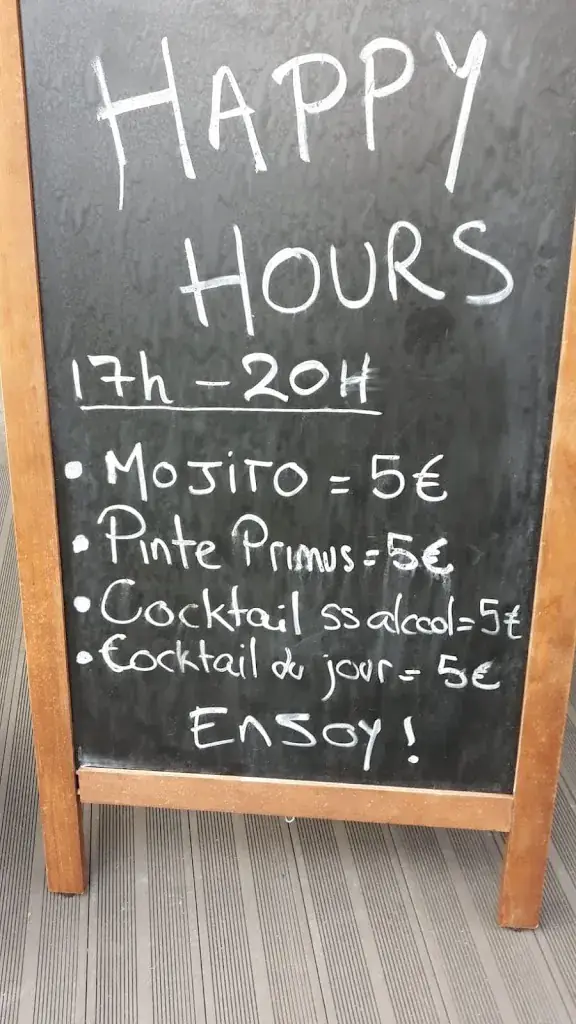 HAPPY
HOURS
17h - 20H
• MOJITO = 5€
• Pinte Primus = 5€
• Cocktail ss alcool = 5€
• Cocktail du jour = 5€
ENJOY !